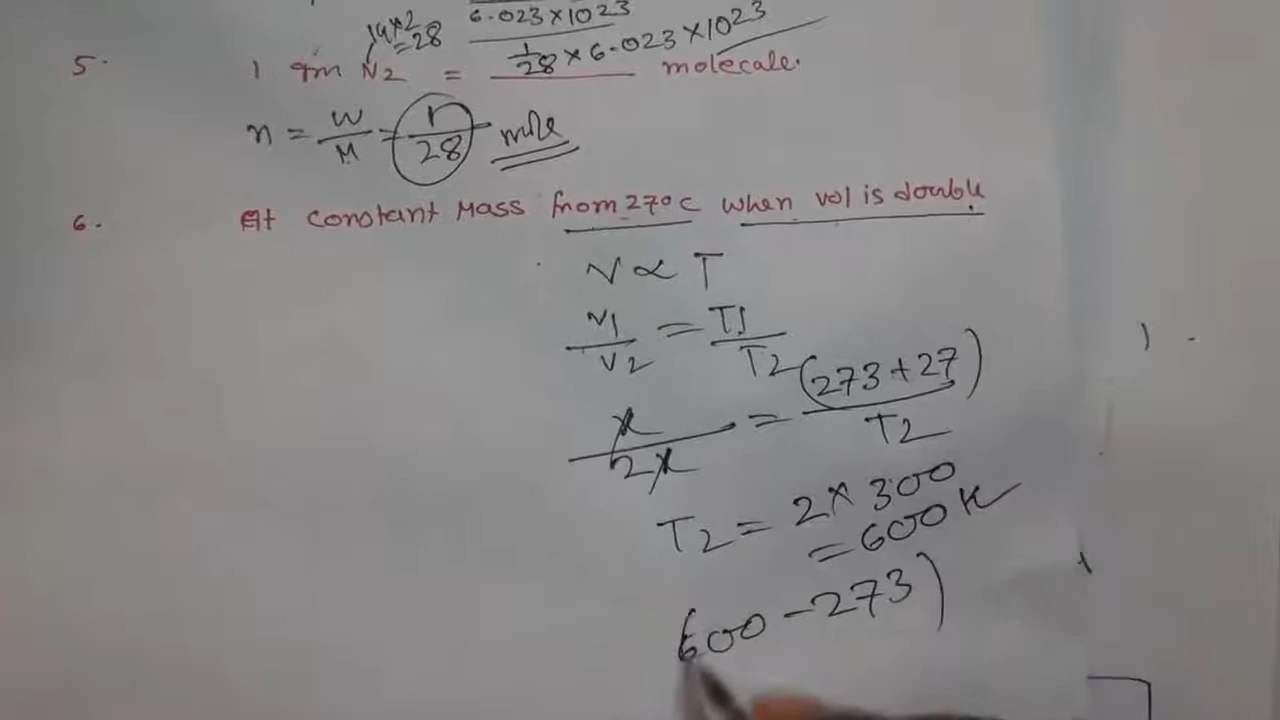 14×2
=28
6.023×1023
1/28 × 6.023×1023
5. 1 gm N2 = molecale.
n = W/M = 1/28 mole
6. At constant Mass from 27°c when vol is double.
V ∝ T
V1/V2 = T1/T2
x/2x = (273+27)/T2
T2 = 2×300
= 600 K
600 - 273)